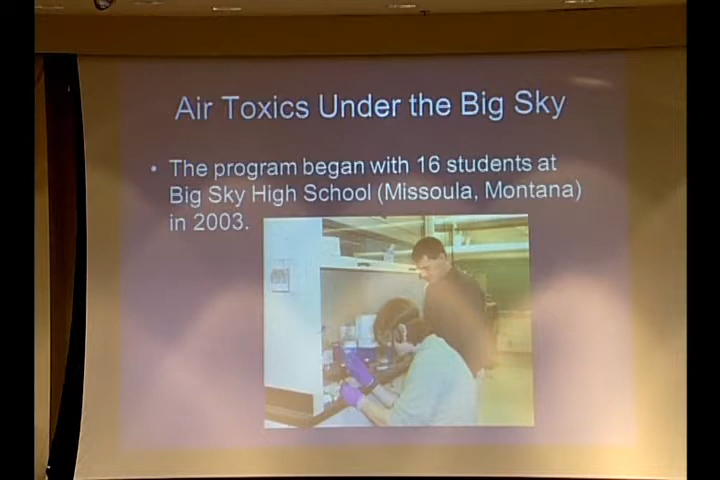 Air Toxics Under the Big Sky
• The program began with 16 students at
Big Sky High School (Missoula, Montana)
in 2003.